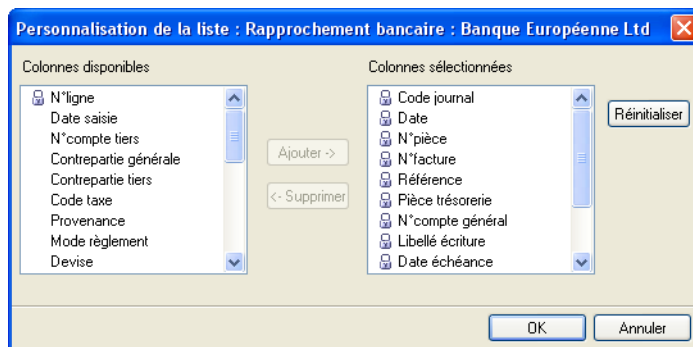 Personnalisation de la liste : Rapprochement bancaire : Banque Européenne Ltd
Colonnes disponibles
N°ligne
Date saisie
N°compte tiers
Contrepartie générale
Contrepartie tiers
Code taxe
Provenance
Mode règlement
Devise
Ajouter ->
<- Supprimer
Colonnes sélectionnées
Code journal
Date
N°pièce
N°facture
Référence
Pièce trésorerie
N°compte général
Libellé écriture
Date échéance
Réinitialiser
OK
Annuler